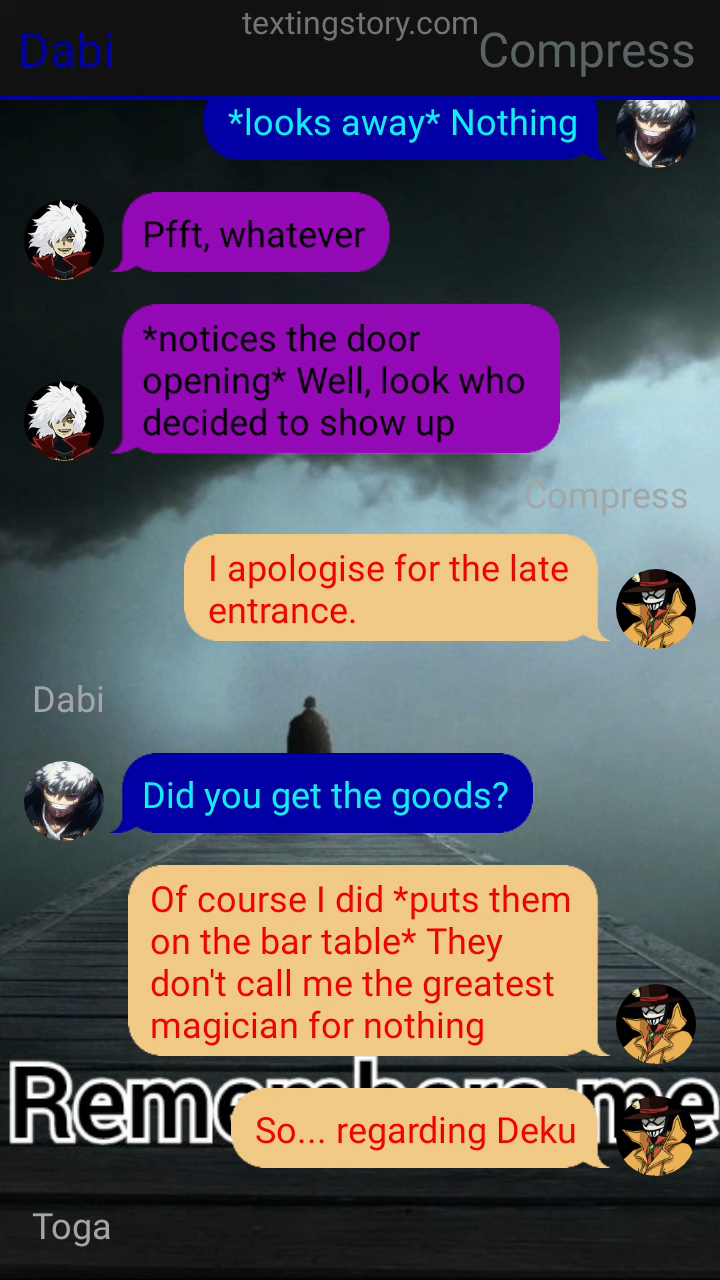 textingstory.com
Dabi
Compress
*looks away* Nothing
Pfft, whatever
*notices the door
opening* Well, look who
decided to show up
Compress
I apologise for the late
entrance.
Dabi
Did you get the goods?
Of course I did *puts them
on the bar table* They
don't call me the greatest
magician for nothing
Remembers me
So... regarding Deku
Toga